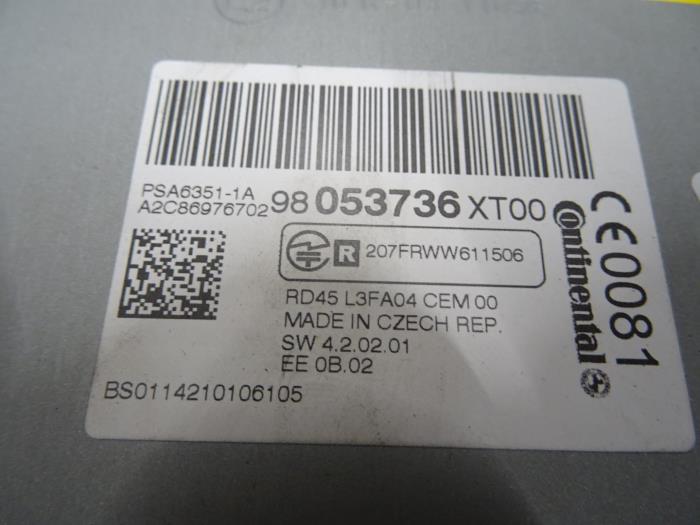 PSA6351-1A
A2C86976702 98 053736 XT00
R 207FRWW611506
RD45 L3FA04 CEM 00
MADE IN CZECH REP.
SW 4.2.02.01
EE 0B.02
BS0114210106105
Continental
CE0081